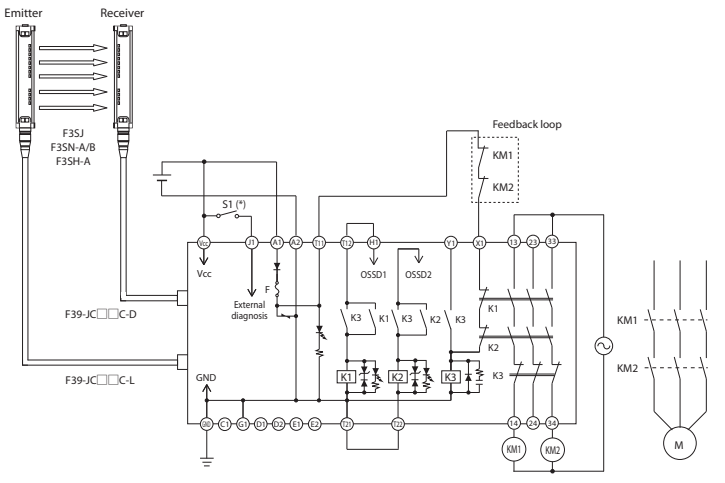 Emitter
Receiver
F3SJ
F3SN-A/B
F3SH-A
Feedback loop
KM1
KM2
S1 (*)
Vcc
J1
A1
A2
T11
T12
H1
Y1
X1
13
23
33
Vcc
External
diagnosis
F
OSSD1
OSSD2
K3
K1
K3
K2
K3
K1
K2
K3
F39-JC□□C-D
F39-JC□□C-L
GND
K1
K2
K3
KM1
KM2
GND
C1
G1
D1
D2
E1
E2
T21
T22
14
24
34
KM1
KM2
M